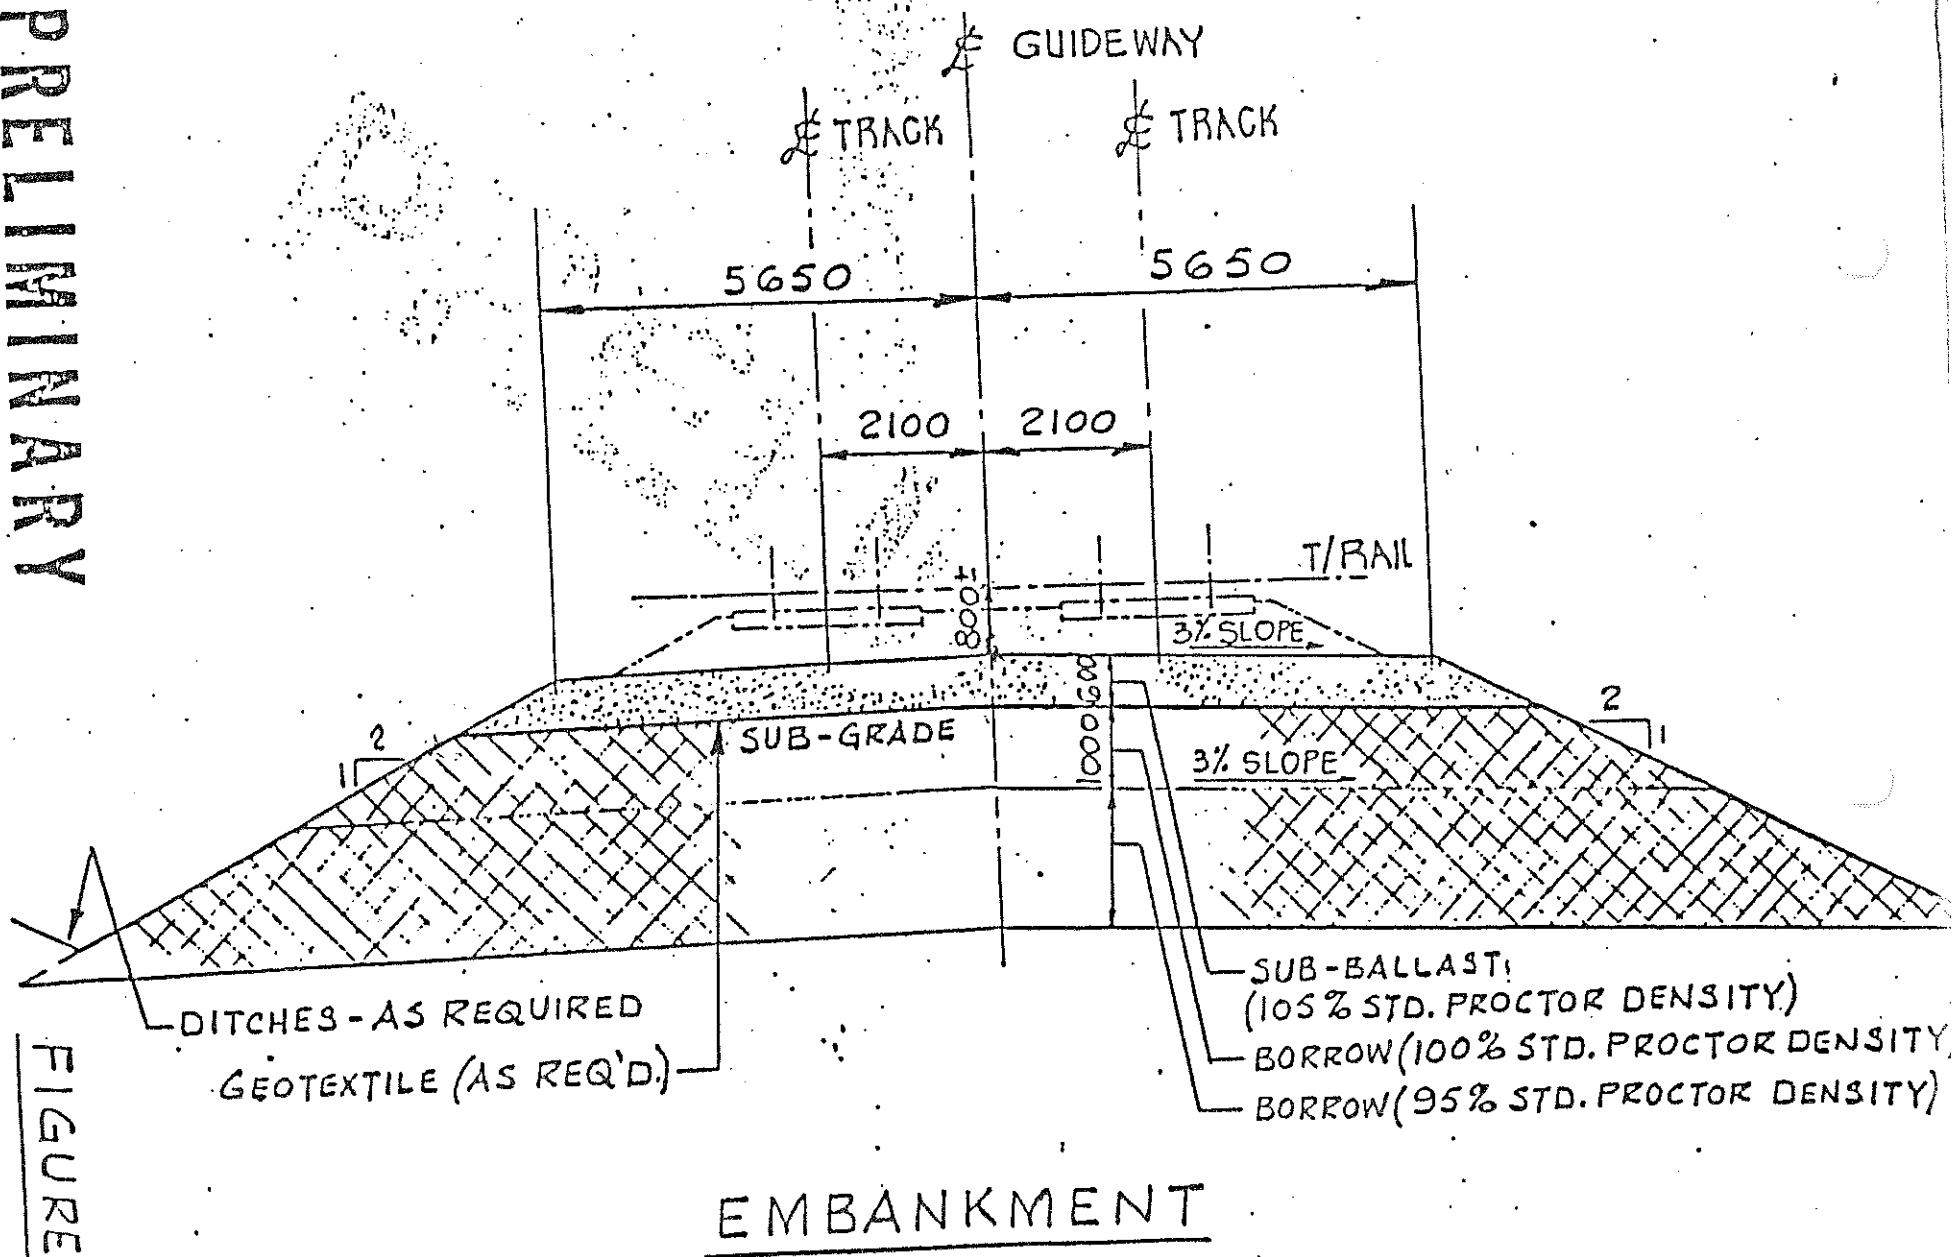 PRELIMINARY
℄ GUIDEWAY
℄ TRACK
℄ TRACK
5650
5650
2100
2100
T/RAIL
800±
3% SLOPE
600
2
1
SUB-GRADE
1000
3% SLOPE
2
1
DITCHES - AS REQUIRED
GEOTEXTILE (AS REQ'D.)
SUB-BALLAST
(105% STD. PROCTOR DENSITY)
BORROW (100% STD. PROCTOR DENSITY)
BORROW (95% STD. PROCTOR DENSITY)
EMBANKMENT
FIGURE